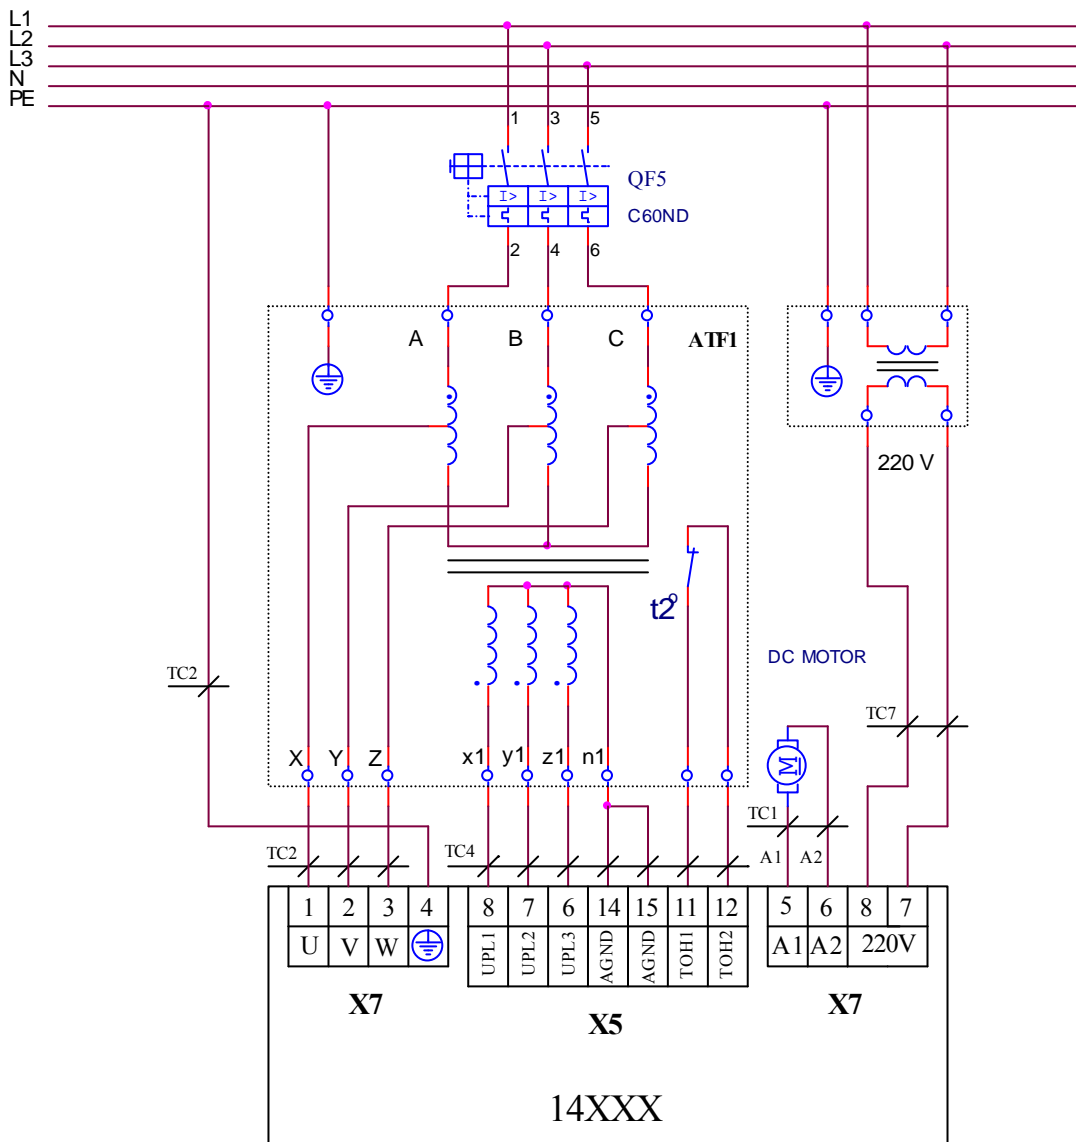 L1
L2
L3
N
PE
1 3 5
QF5
I> I> I>
C60ND
2 4 6
A B C ATF1
220 V
t2°
DC MOTOR
TC2
TC7
X Y Z x1 y1 z1 n1
M
TC1
A1 A2
TC2 TC4
1 2 3 4 8 7 6 14 15 11 12 5 6 8 7
U V W UPL1 UPL2 UPL3 AGND AGND TOH1 TOH2 A1 A2 220V
X7 X5 X7
14XXX